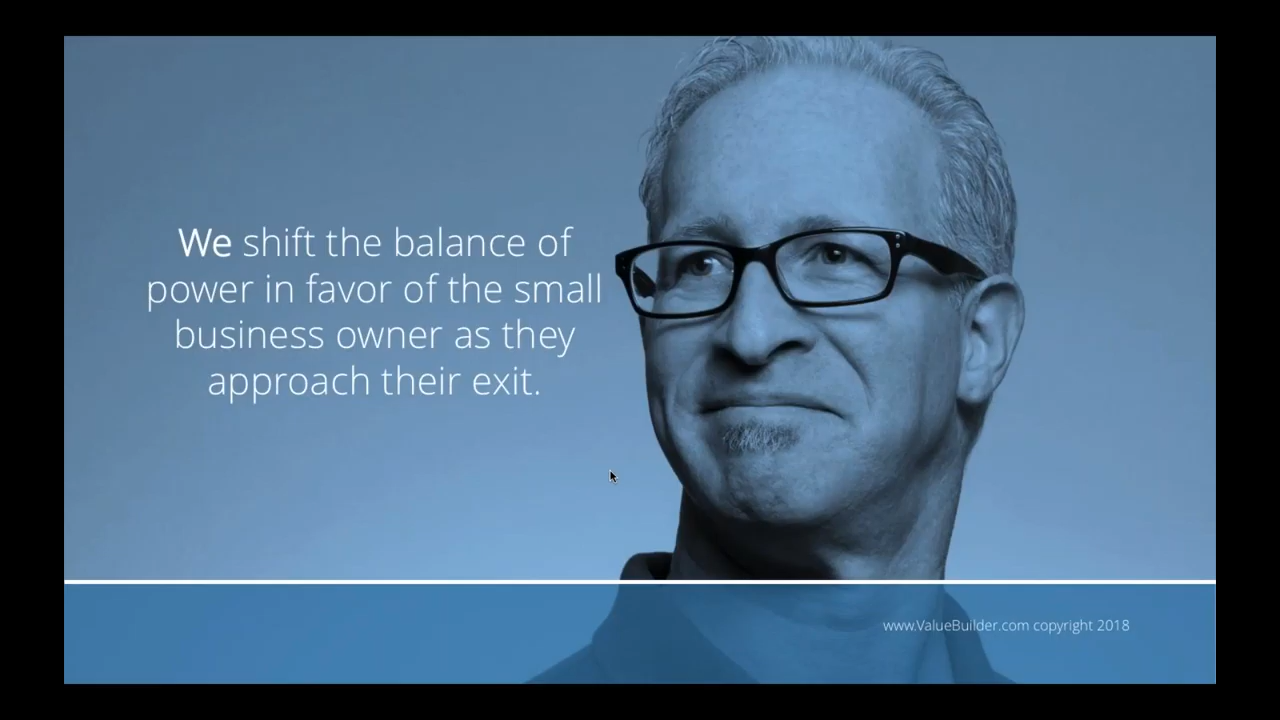 We shift the balance of
power in favor of the small
business owner as they
approach their exit.
www.ValueBuilder.com copyright 2018